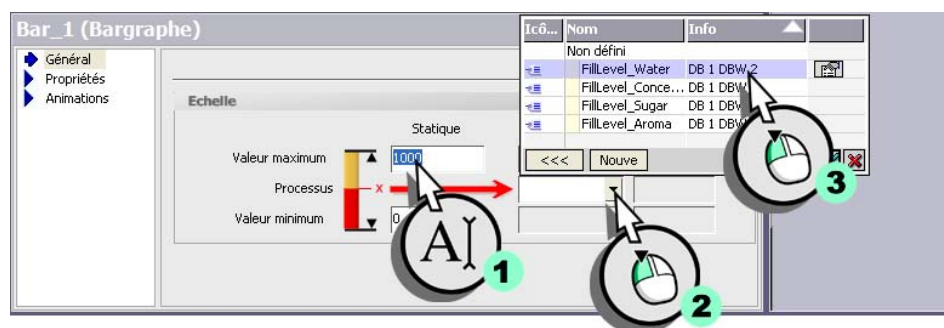 Bar_1 (Bargraphe)
Général
Propriétés
Animations
Echelle
Statique
Valeur maximum 1000
Processus x
Valeur minimum 0
Icô... Nom Info
Non défini
FillLevel_Water DB 1 DBW 2
FillLevel_Conce... DB 1 DBW
FillLevel_Sugar DB 1 DBW
FillLevel_Aroma DB 1 DBW
<<< Nouve
A
1
2
3